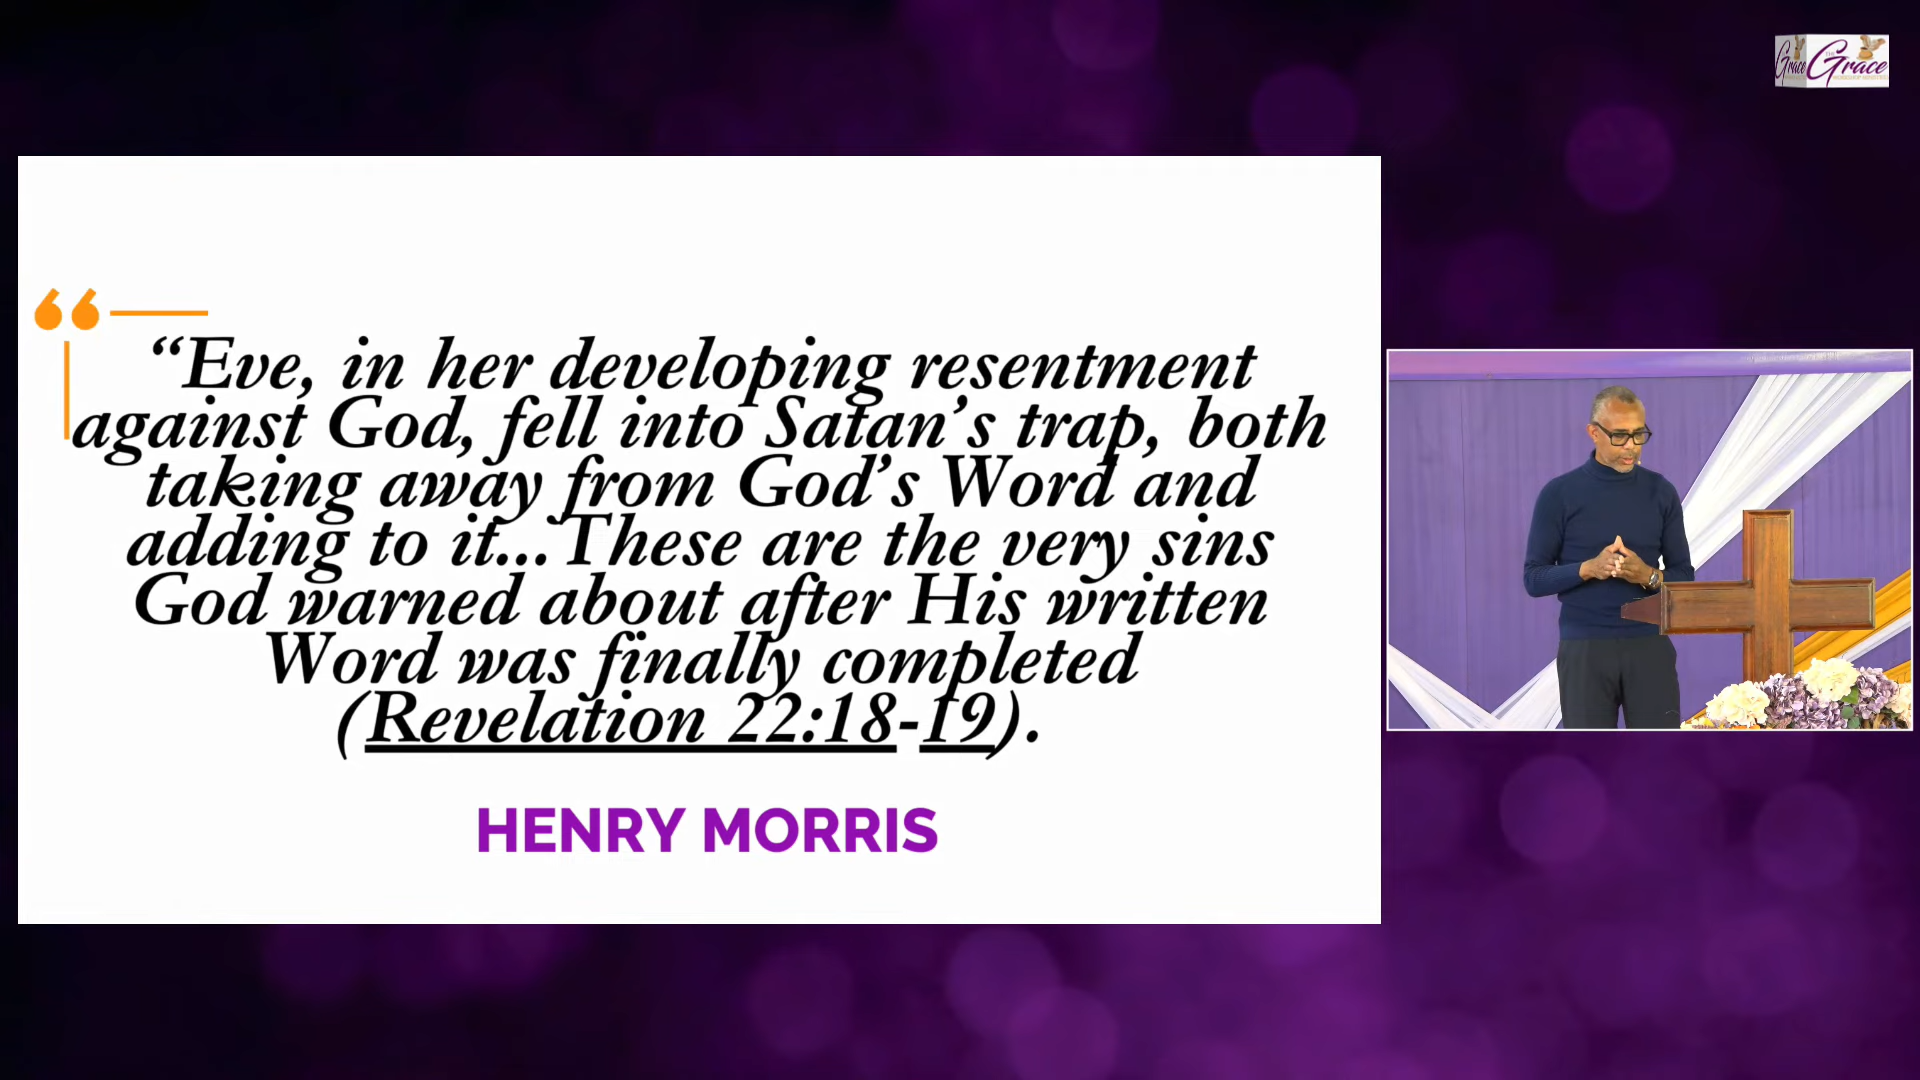 Grace
Grace
“Eve, in her developing resentment
against God, fell into Satan’s trap, both
taking away from God’s Word and
adding to it...These are the very sins
God warned about after His written
Word was finally completed
(Revelation 22:18-19).
HENRY MORRIS